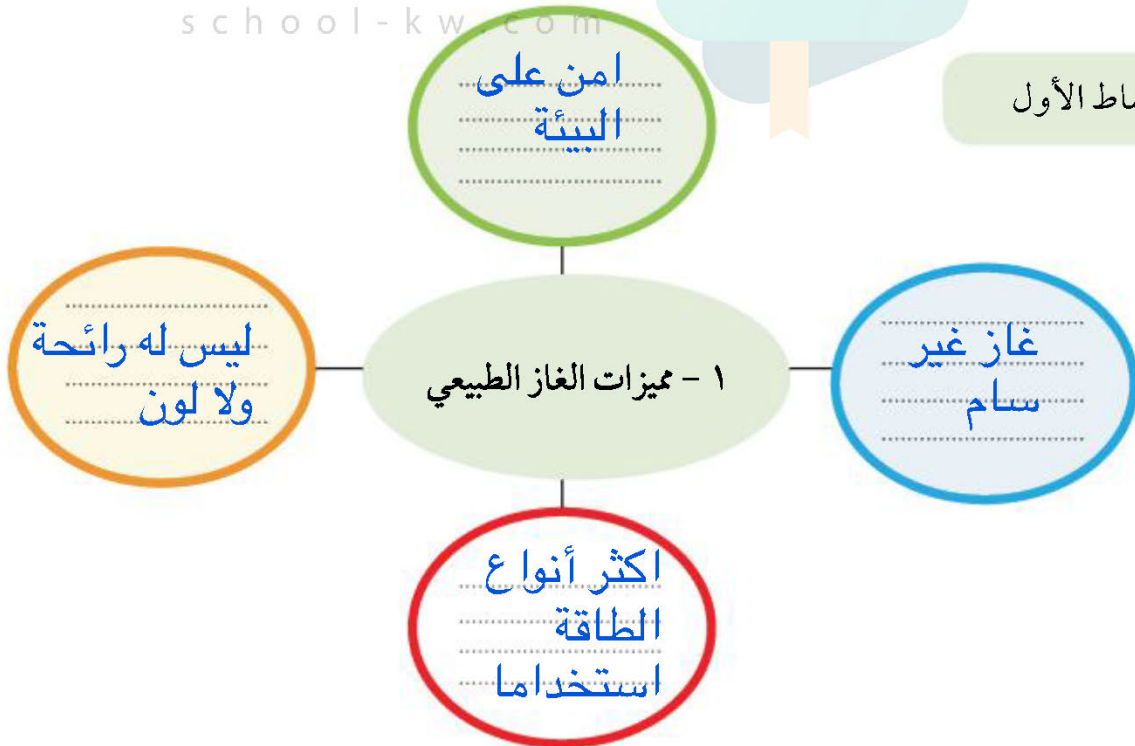 school-kw.com
ماط الأول
امن على
البيئة
غاز غير
سام
١ - مميزات الغاز الطبيعي
ليس له رائحة
ولا لون
اكثر أنواع
الطاقة
استخداما